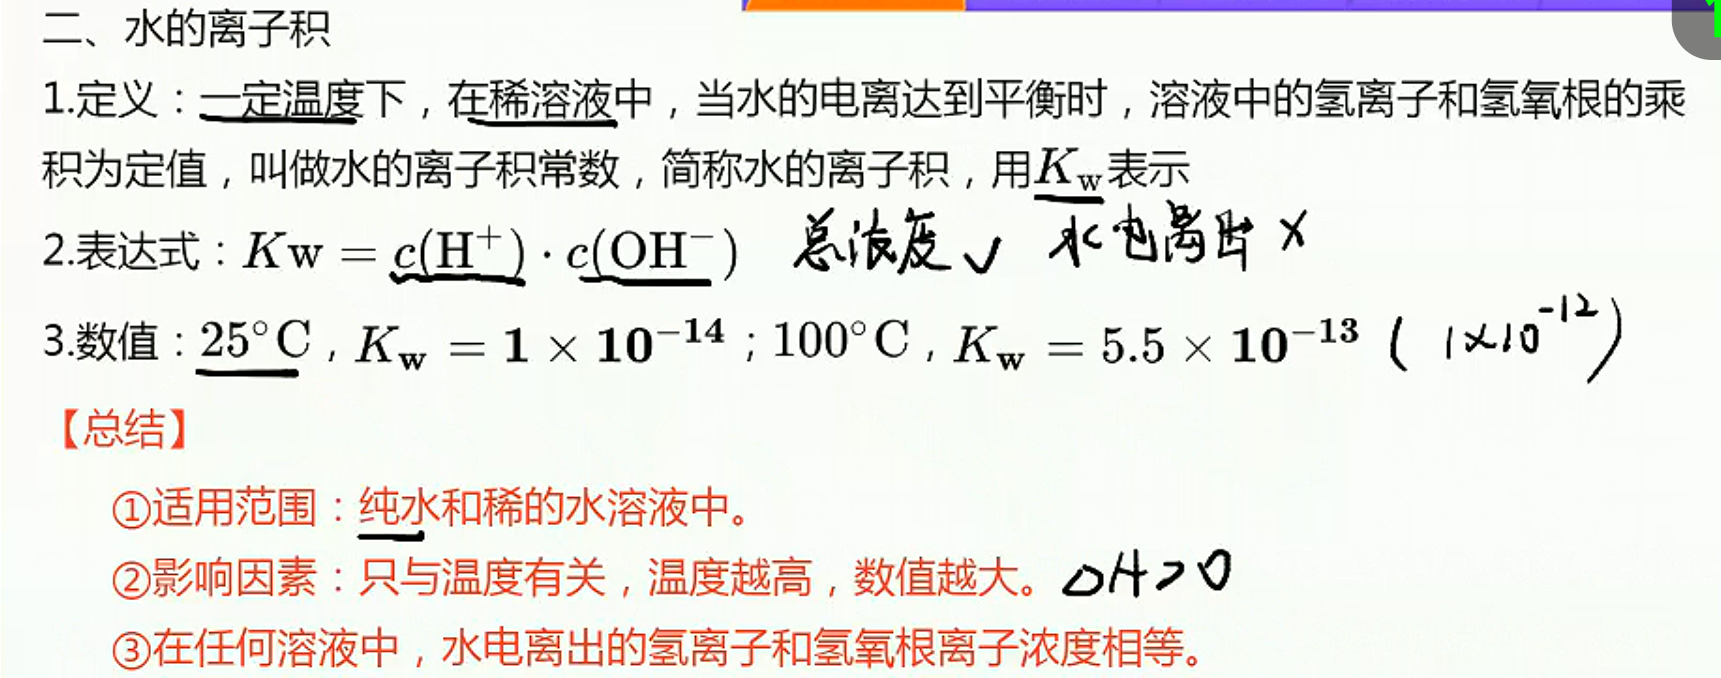 二、水的离子积
1.定义：一定温度下，在稀溶液中，当水的电离达到平衡时，溶液中的氢离子和氢氧根的乘
积为定值，叫做水的离子积常数，简称水的离子积，用Kw表示
2.表达式：Kw = c(H⁺) · c(OH⁻) 总浓度√ 水电离出×
3.数值：25°C，Kw = 1 × 10⁻¹⁴；100°C，Kw = 5.5 × 10⁻¹³ (1×10⁻¹²)
【总结】
①适用范围：纯水和稀的水溶液中。
②影响因素：只与温度有关，温度越高，数值越大。△H>0
③在任何溶液中，水电离出的氢离子和氢氧根离子浓度相等。